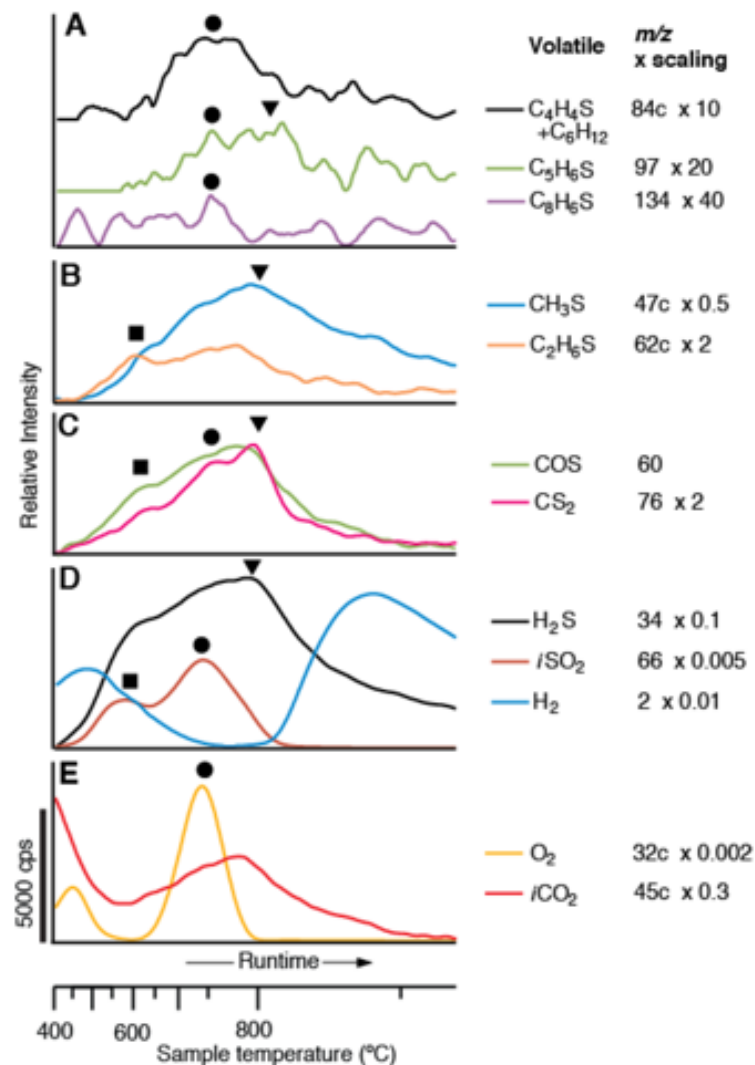 A
Volatile
m/z
x scaling
C₄H₄S
+C₆H₁₂
84c x 10
C₅H₆S 97 x 20
C₈H₆S 134 x 40
B
CH₃S 47c x 0.5
C₂H₆S 62c x 2
Relative Intensity
C
COS 60
CS₂ 76 x 2
D
H₂S 34 x 0.1
iSO₂ 66 x 0.005
H₂ 2 x 0.01
E
5000 cps
O₂ 32c x 0.002
iCO₂ 45c x 0.3
Runtime
400 600 800
Sample temperature (ºC)